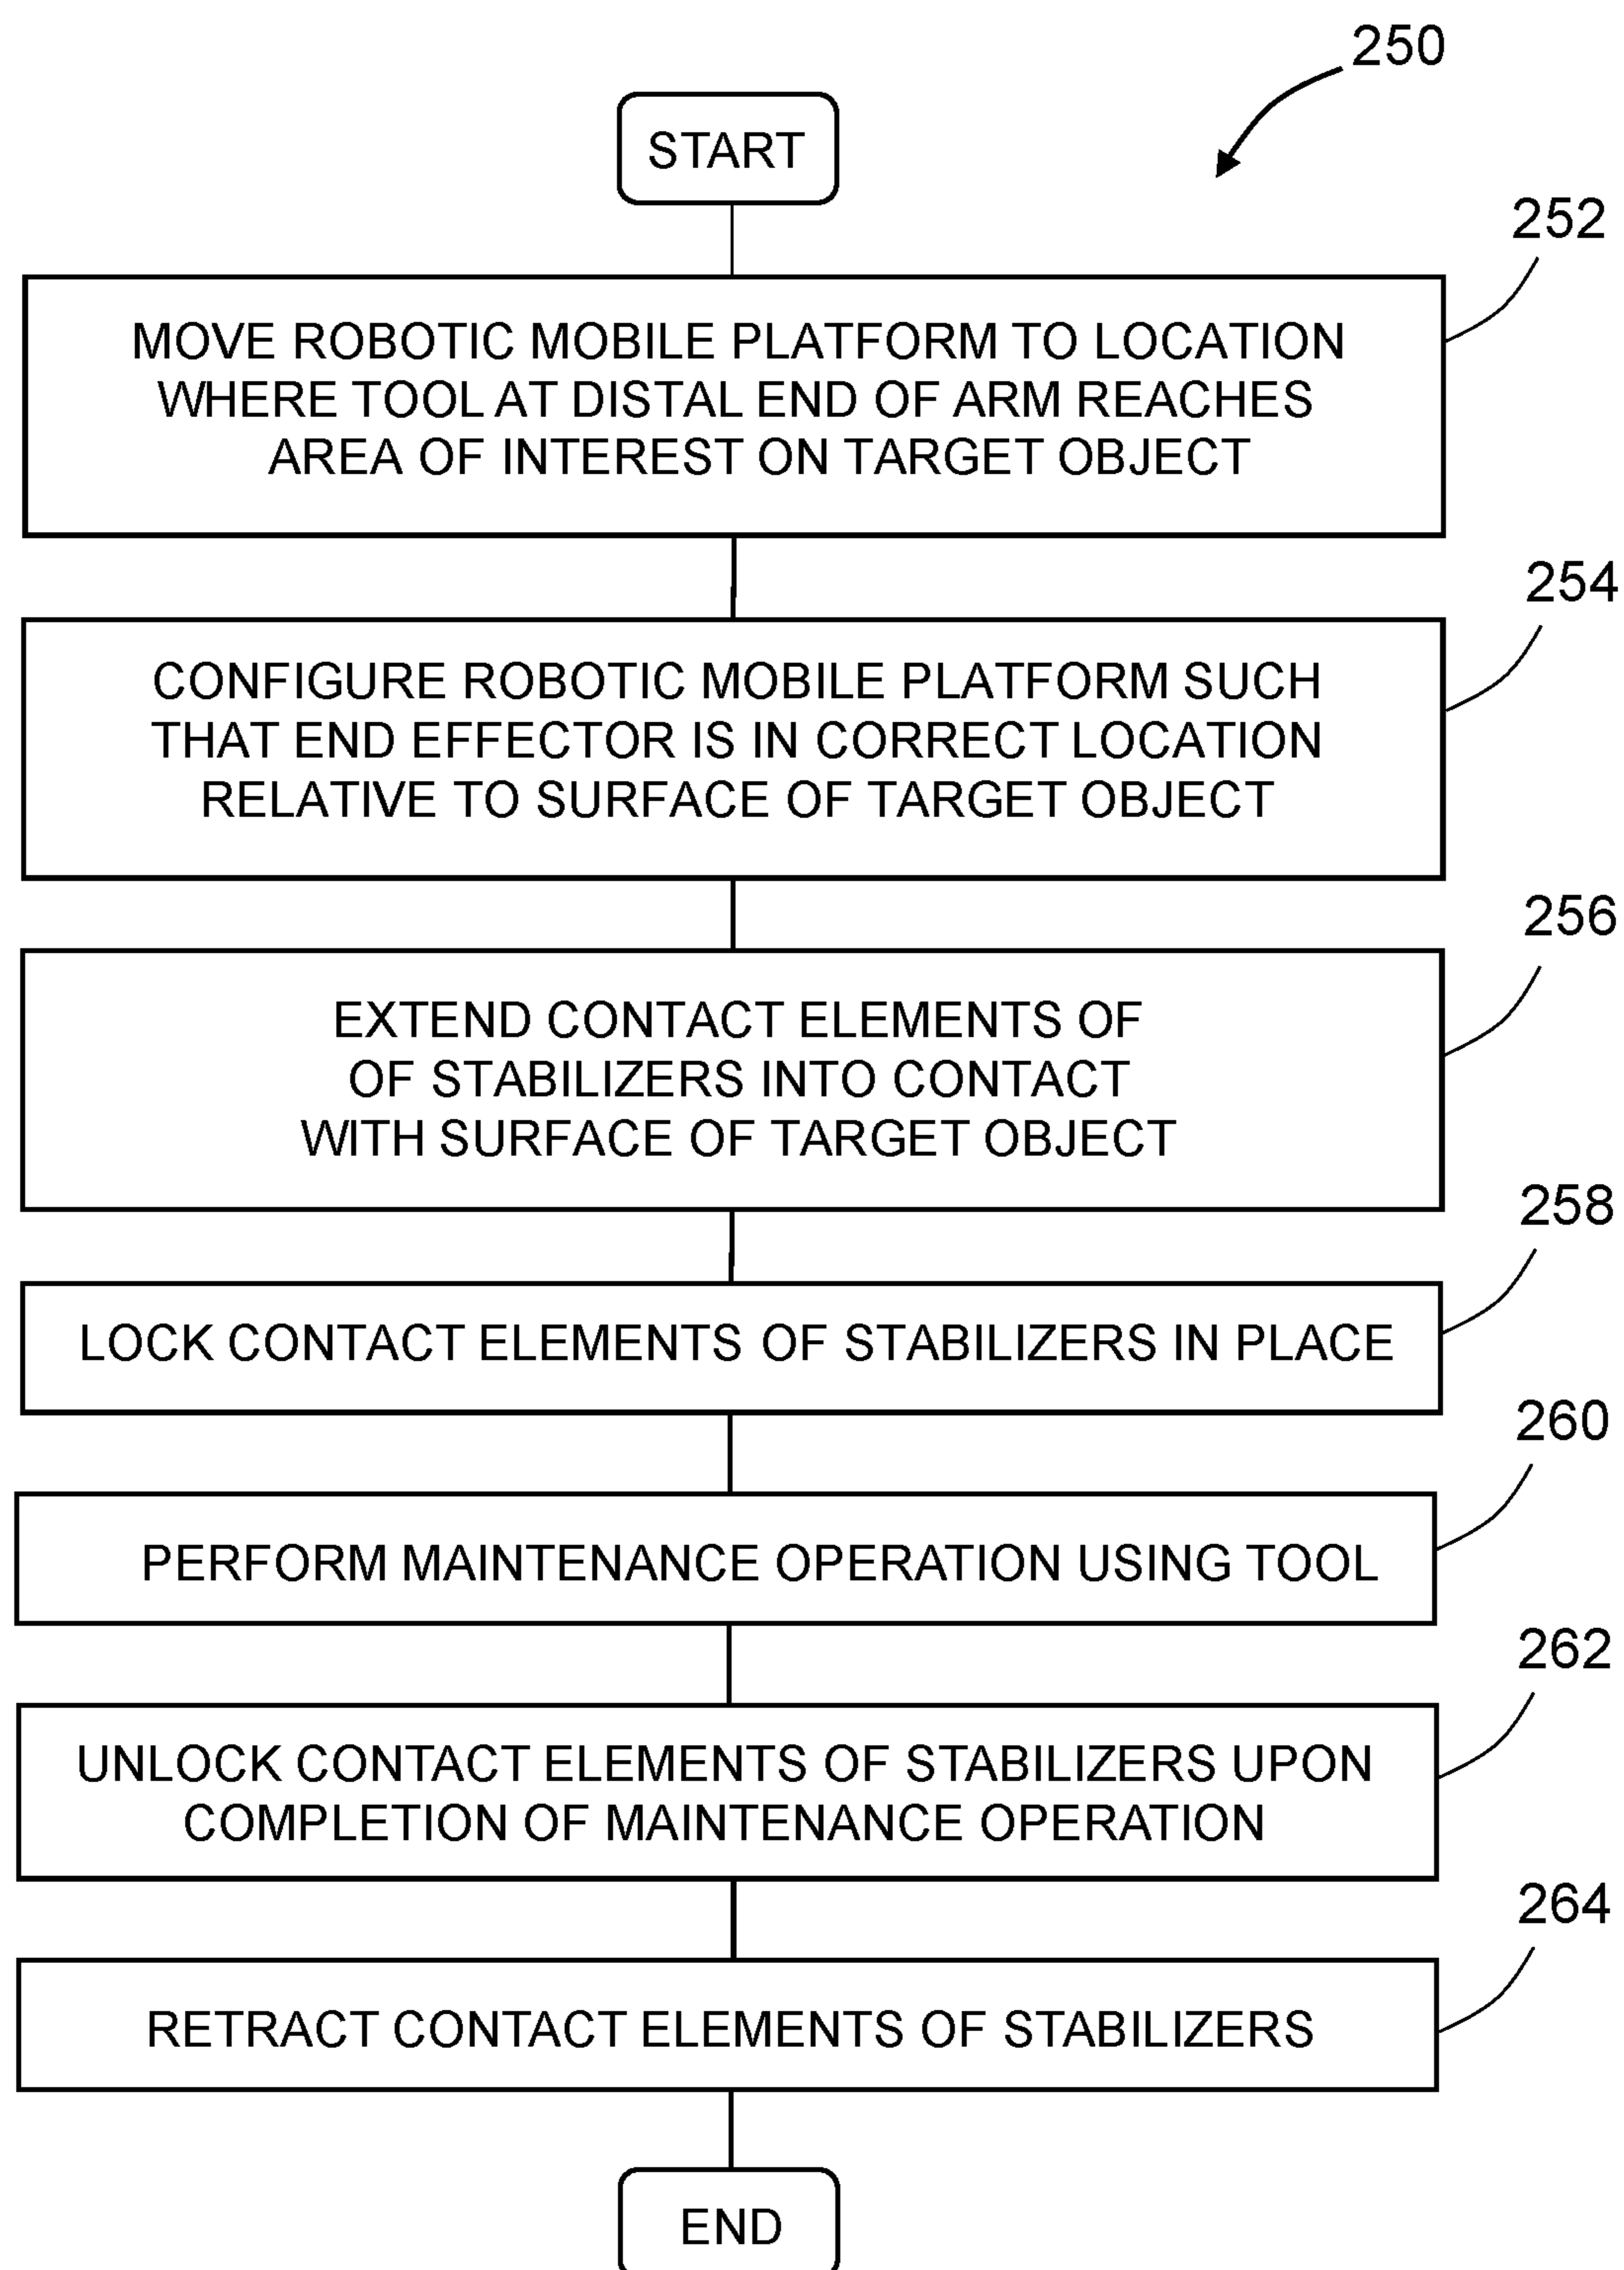 250
START
252
MOVE ROBOTIC MOBILE PLATFORM TO LOCATION
WHERE TOOL AT DISTAL END OF ARM REACHES
AREA OF INTEREST ON TARGET OBJECT
254
CONFIGURE ROBOTIC MOBILE PLATFORM SUCH
THAT END EFFECTOR IS IN CORRECT LOCATION
RELATIVE TO SURFACE OF TARGET OBJECT
256
EXTEND CONTACT ELEMENTS OF
OF STABILIZERS INTO CONTACT
WITH SURFACE OF TARGET OBJECT
258
LOCK CONTACT ELEMENTS OF STABILIZERS IN PLACE
260
PERFORM MAINTENANCE OPERATION USING TOOL
262
UNLOCK CONTACT ELEMENTS OF STABILIZERS UPON
COMPLETION OF MAINTENANCE OPERATION
264
RETRACT CONTACT ELEMENTS OF STABILIZERS
END